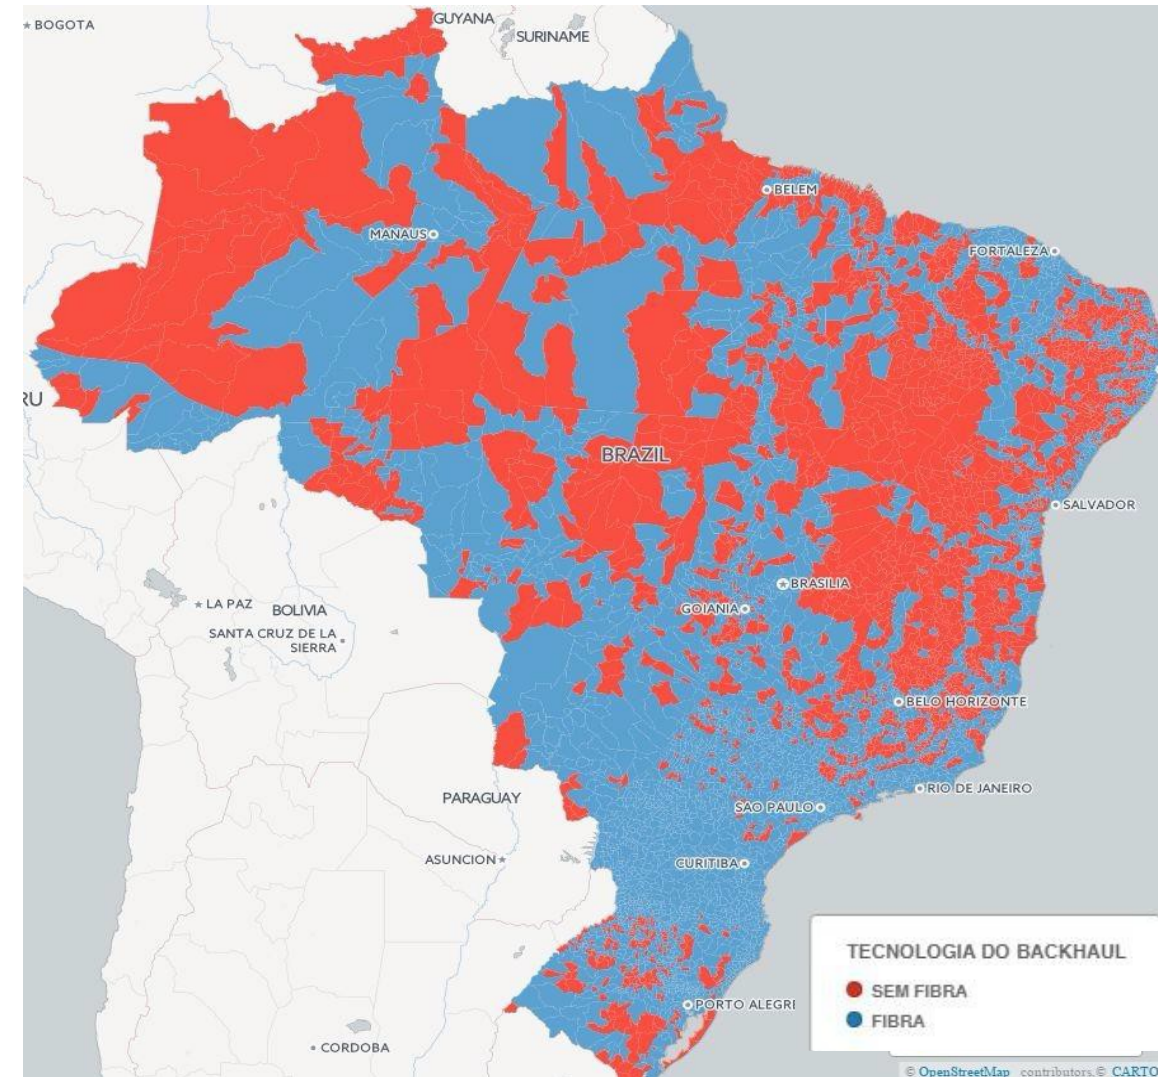 BOGOTA
GUYANA
SURINAME
BELEM
MANAUS
FORTALEZA
RU
BRAZIL
SALVADOR
BRASILIA
LA PAZ
BOLIVIA
GOIANIA
SANTA CRUZ DE LA
SIERRA
BELO HORIZONTE
RIO DE JANEIRO
PARAGUAY
SAO PAULO
ASUNCION
CURITIBA
TECNOLOGIA DO BACKHAUL
SEM FIBRA
PORTO ALEGRI
FIBRA
CORDOBA
© OpenStreetMap contributors, © CARTO